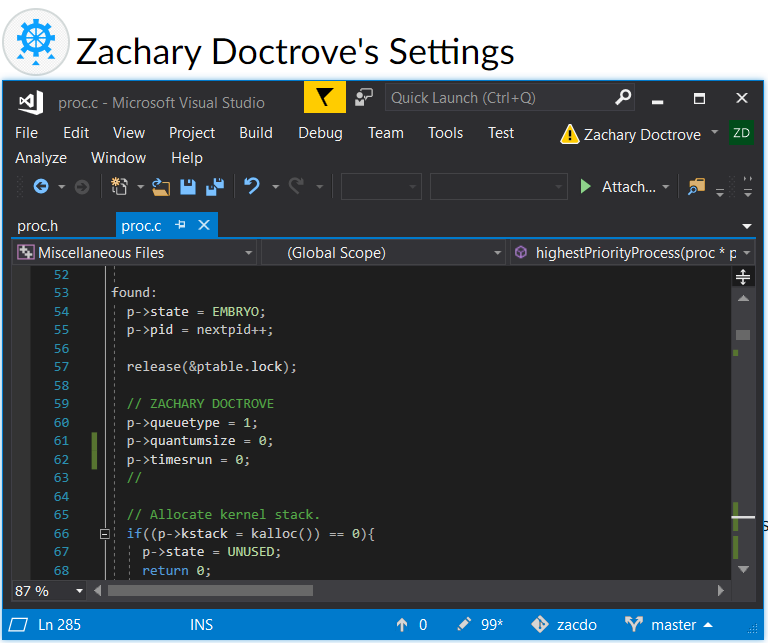 Zachary Doctrove's Settings
proc.c - Microsoft Visual Studio
Quick Launch (Ctrl+Q)
File Edit View Project Build Debug Team Tools Test Zachary Doctrove ZD
Analyze Window Help
Attach...
proc.h proc.c
Miscellaneous Files (Global Scope) highestPriorityProcess(proc * p
52
53 found:
54 p->state = EMBRYO;
55 p->pid = nextpid++;
56
57 release(&ptable.lock);
58
59 // ZACHARY DOCTROVE
60 p->queuetype = 1;
61 p->quantumsize = 0;
62 p->timesrun = 0;
63 //
64
65 // Allocate kernel stack.
66 if((p->kstack = kalloc()) == 0){
67 p->state = UNUSED;
68 return 0;
87 %
Ln 285 INS 0 99* zacdo master